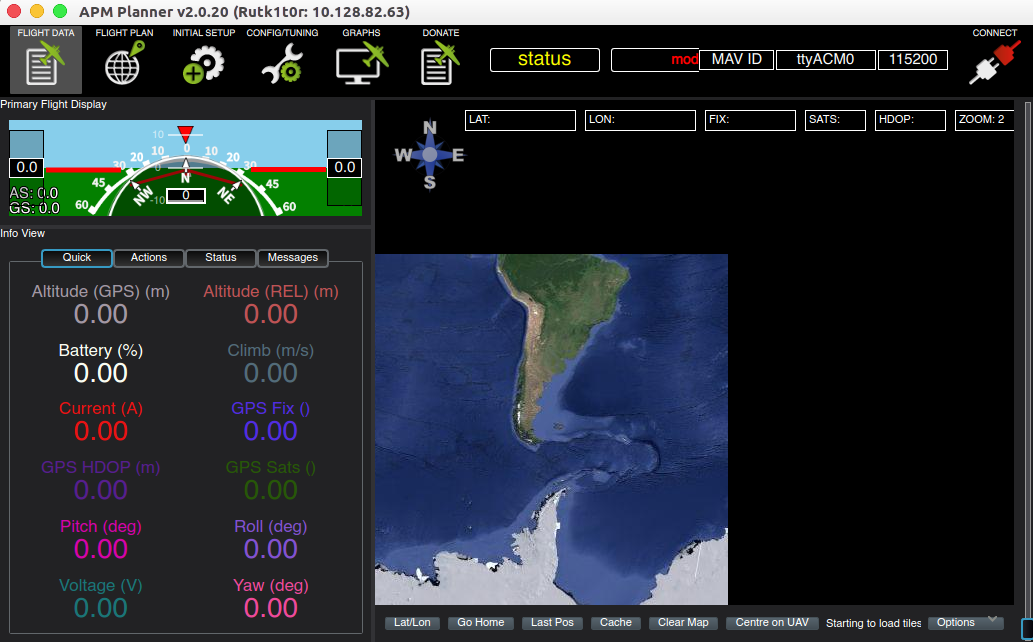 APM Planner v2.0.20 (Rutk1t0r: 10.128.82.63)
FLIGHT DATA FLIGHT PLAN INITIAL SETUP CONFIG/TUNING GRAPHS DONATE CONNECT
status mod MAV ID ttyACM0 115200
Primary Flight Display
LAT: LON: FIX: SATS: HDOP: ZOOM: 2
N
W E
S
10
30 20 10 0 10 20 30
0.0 0 0.0
45 N 45
AS: 0.0 NW -10 0 NE
GS: 0.0 60 60
Info View
Quick Actions Status Messages
Altitude (GPS) (m) Altitude (REL) (m)
0.00 0.00
Battery (%) Climb (m/s)
0.00 0.00
Current (A) GPS Fix ()
0.00 0.00
GPS HDOP (m) GPS Sats ()
0.00 0.00
Pitch (deg) Roll (deg)
0.00 0.00
Voltage (V) Yaw (deg)
0.00 0.00
Lat/Lon Go Home Last Pos Cache Clear Map Centre on UAV Starting to load tiles Options